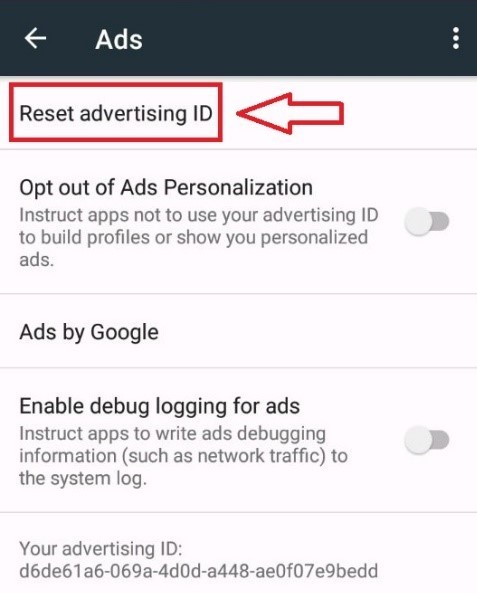 Ads
Reset advertising ID
Opt out of Ads Personalization
Instruct apps not to use your advertising ID
to build profiles or show you personalized
ads.
Ads by Google
Enable debug logging for ads
Instruct apps to write ads debugging
information (such as network traffic) to
the system log.
Your advertising ID:
d6de61a6-069a-4d0d-a448-ae0f07e9bedd